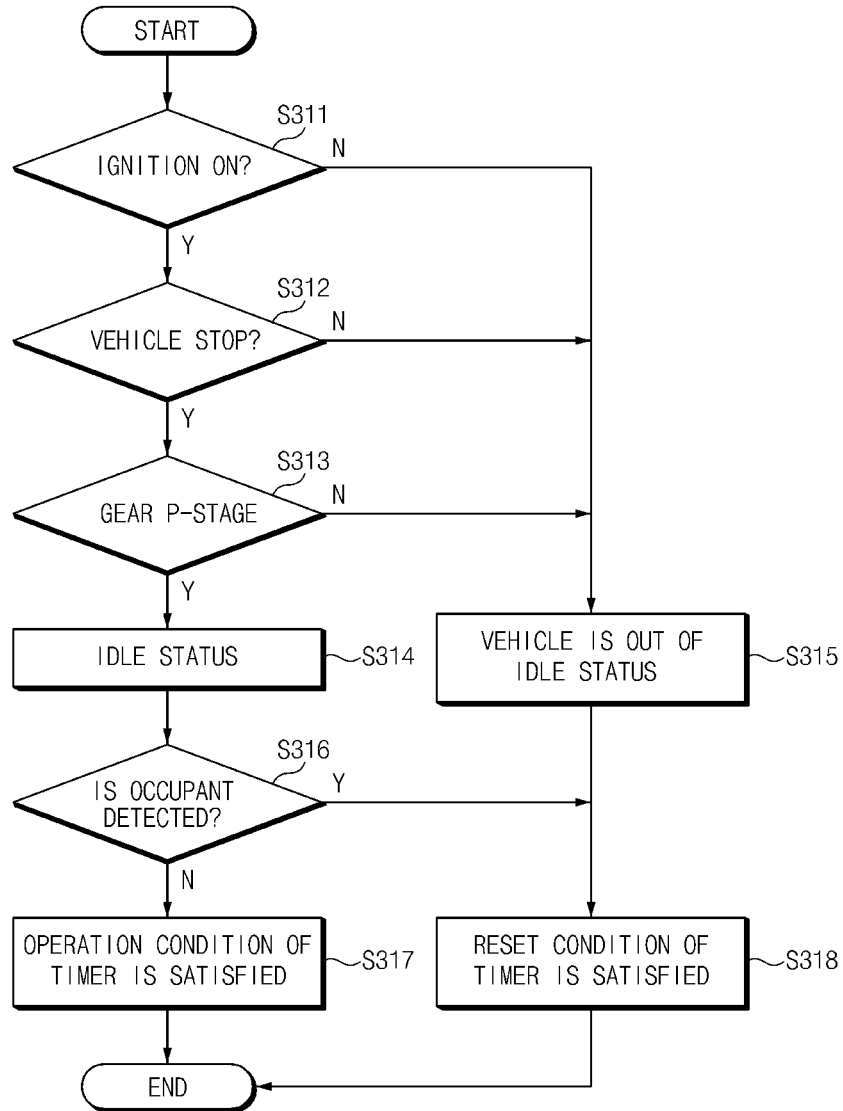 START
S311
IGNITION ON?
N
Y
S312
VEHICLE STOP?
N
Y
S313
GEAR P-STAGE
N
Y
IDLE STATUS
S314
VEHICLE IS OUT OF
IDLE STATUS
S315
S316
IS OCCUPANT
DETECTED?
Y
N
OPERATION CONDITION OF
TIMER IS SATISFIED
S317
RESET CONDITION OF
TIMER IS SATISFIED
S318
END